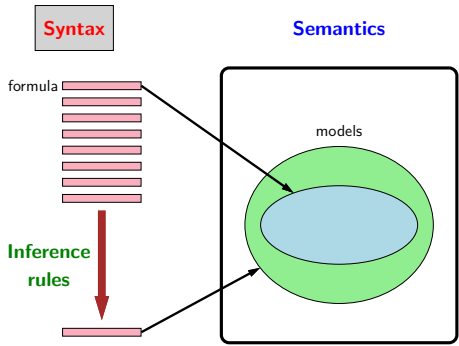 Syntax
Semantics
formula
models
Inference
rules